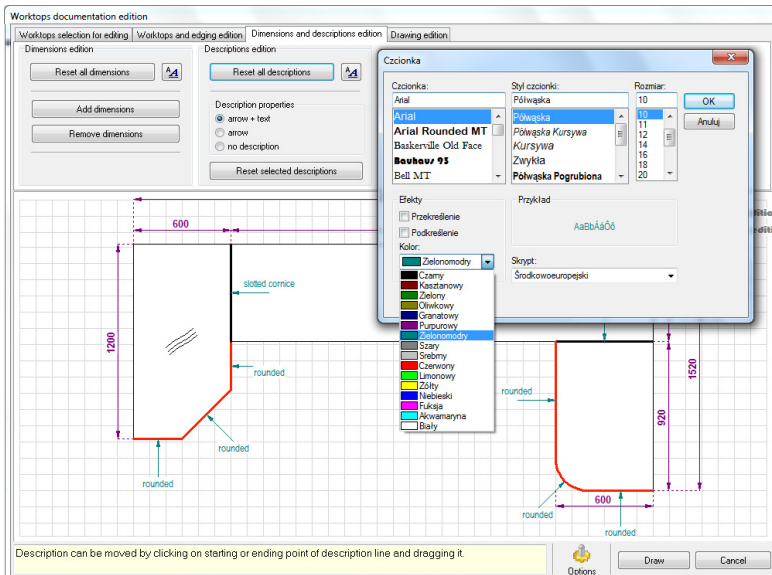 Worktops documentation edition
Worktops selection for editing
Worktops and edging edition
Dimensions and descriptions edition
Drawing edition
Dimensions edition
Reset all dimensions
AA
Add dimensions
Remove dimensions
Descriptions edition
Reset all descriptions
AA
Description properties
arrow + text
arrow
no description
Reset selected descriptions
Czcionka
Czcionka:
Arial
Arial
Arial Rounded MT
Baskerville Old Face
Bauhaus 93
Bell MT
Styl czcionki:
Półwąska
Półwąska
Półwąska Kursywa
Kursywa
Zwykła
Półwąska Pogrubiona
Rozmiar:
10
10
11
12
14
16
18
20
OK
Anuluj
Efekty
Przekreślenie
Podkreślenie
Kolor:
Zielonomodry
Czarny
Kasztanowy
Zielony
Oliwkowy
Granatowy
Purpurowy
Zielonomodry
Szary
Srebrny
Czerwony
Limonowy
Żółty
Niebieski
Fuksja
Akwamaryna
Biały
Przykład
AaBbÁáÔô
Skrypt:
Środkowoeuropejski
600
slotted cornice
1200
rounded
rounded
rounded
rounded
920
1520
600
rounded
rounded
Description can be moved by clicking on starting or ending point of description line and dragging it.
Options
Draw
Cancel